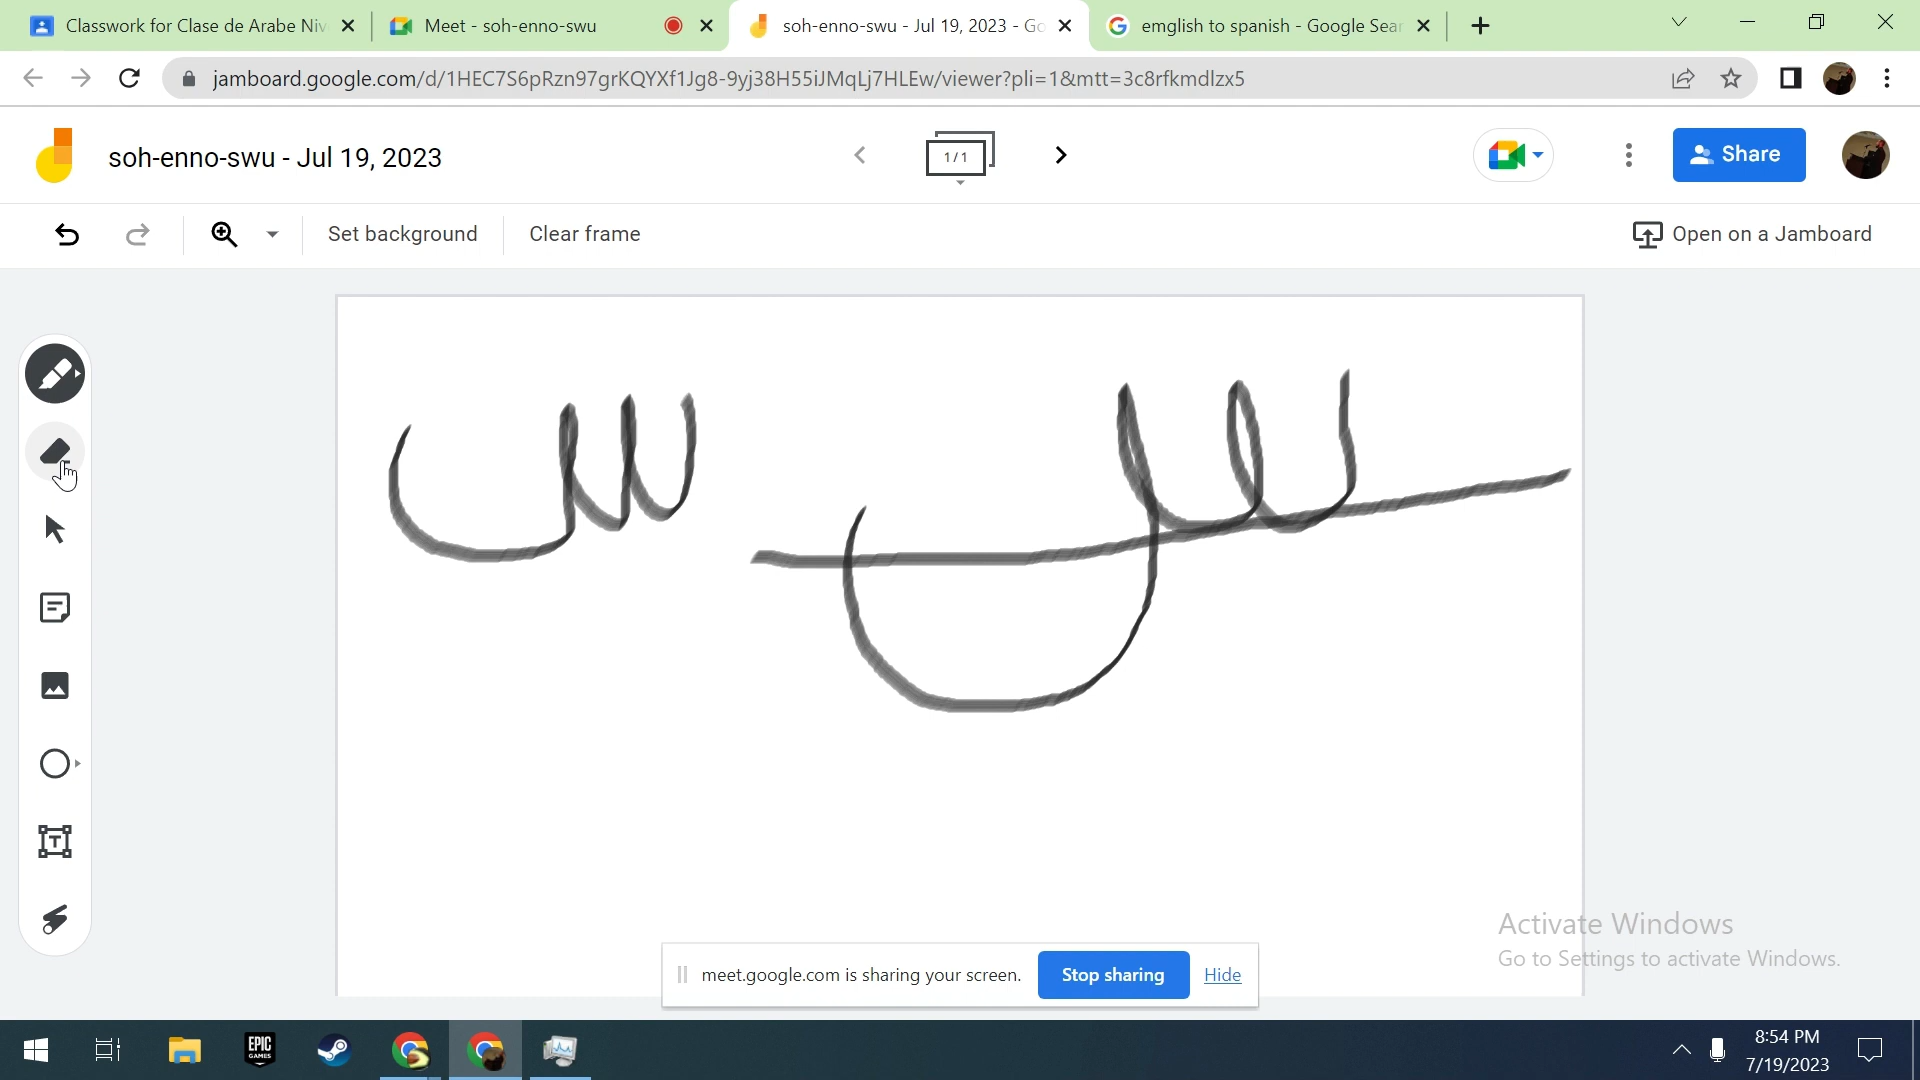 Classwork for Clase de Arabe Niv
Meet - soh-enno-swu
soh-enno-swu - Jul 19, 2023 - Go
emglish to spanish - Google Sear
jamboard.google.com/d/1HEC7S6pRzn97grKQYXf1Jg8-9yj38H55iJMqLj7HLEw/viewer?pli=1&mtt=3c8rfkmdlzx5
soh-enno-swu - Jul 19, 2023
1/1
Share
Set background
Clear frame
Open on a Jamboard
س س
T
Activate Windows
Go to Settings to activate Windows.
meet.google.com is sharing your screen.
Stop sharing
Hide
EPIC
GAMES
8:54 PM
7/19/2023